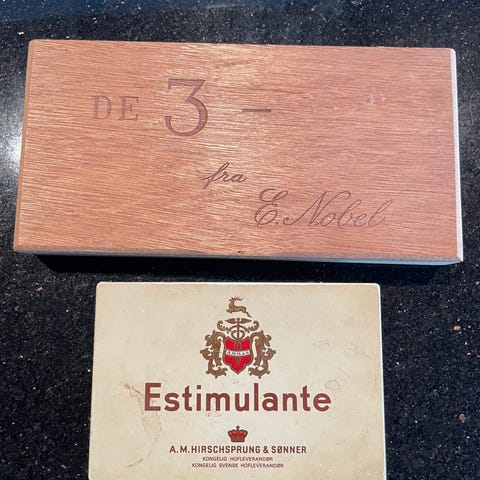 DE 3 –
fra
E. Nobel
A.M.H.&S.
Estimulante
A.M.HIRSCHSPRUNG & SØNNER
KONGELIG HOFLEVERANDØR
KONGELIG SVENSK HOFLEVERANDØR